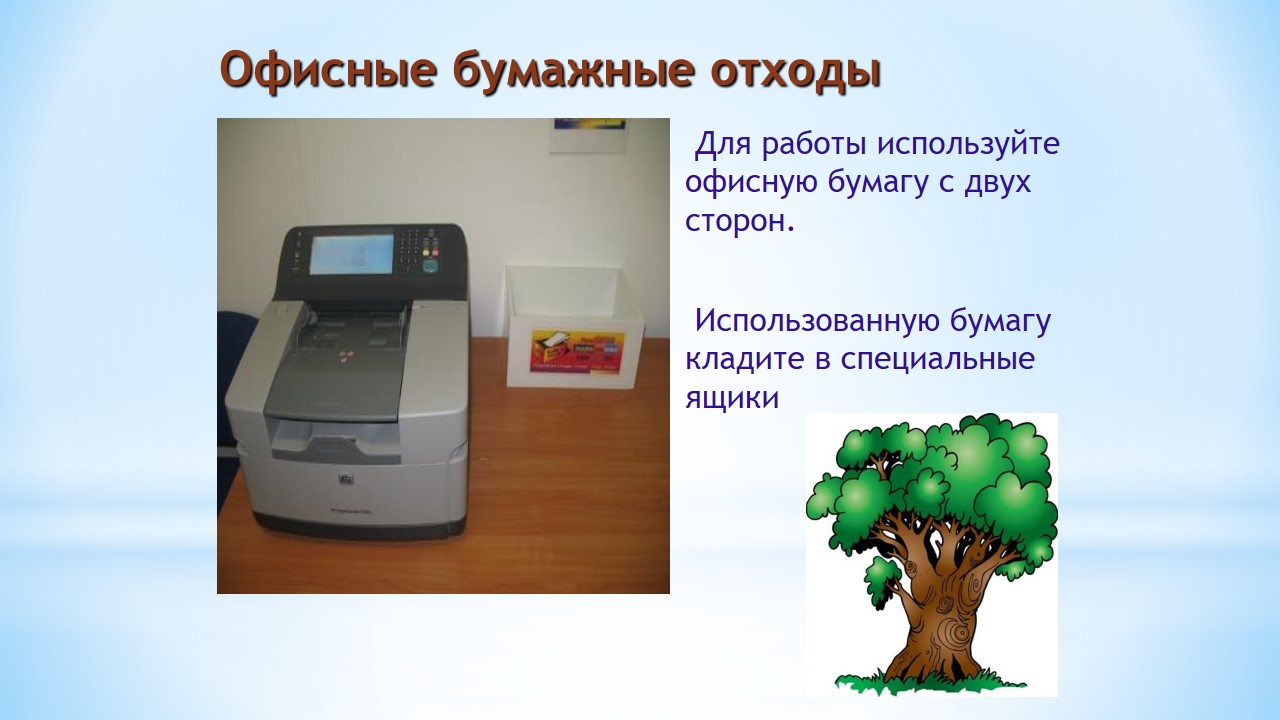 Офисные бумажные отходы
Для работы используйте
офисную бумагу с двух
сторон.
Использованную бумагу
кладите в специальные
ящики